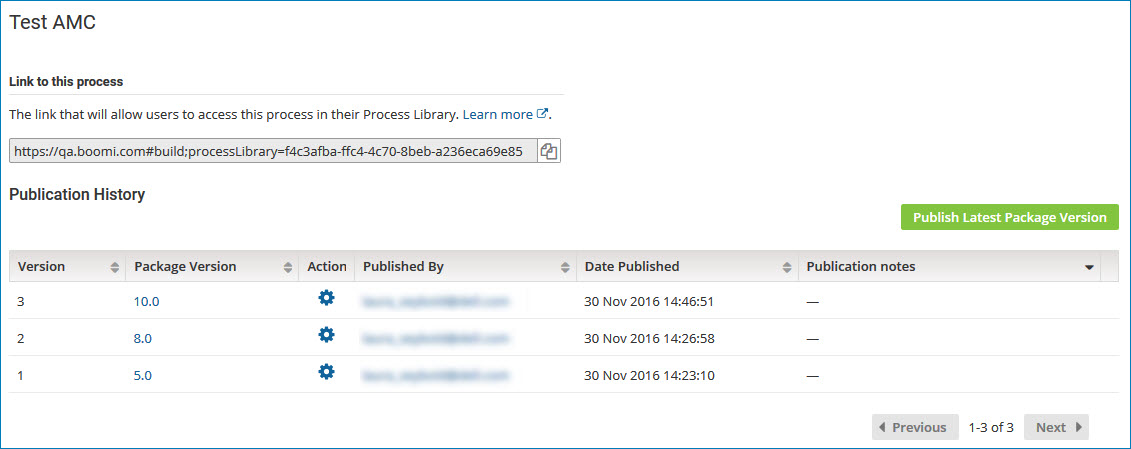 Test AMC
Link to this process
The link that will allow users to access this process in their Process Library. Learn more.
https://qa.boomi.com#build;processLibrary=f4c3afba-ffc4-4c70-8beb-a236eca69e85
Publication History
Publish Latest Package Version
Version Package Version Action Published By Date Published Publication notes
3 10.0 30 Nov 2016 14:46:51 —
2 8.0 30 Nov 2016 14:26:58 —
1 5.0 30 Nov 2016 14:23:10 —
Previous 1-3 of 3 Next